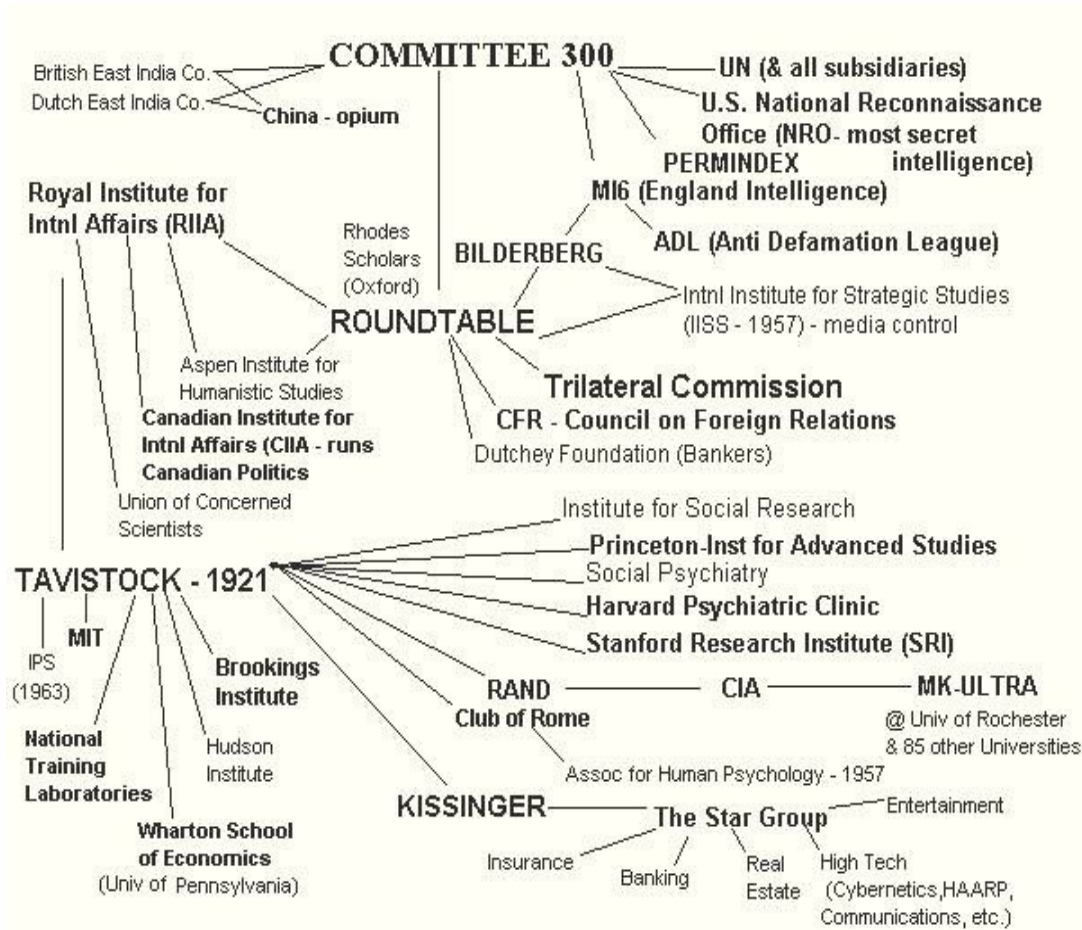 COMMITTEE 300
British East India Co.
Dutch East India Co.
China - opium
UN (& all subsidiaries)
U.S. National Reconnaissance
Office (NRO- most secret
intelligence)
PERMINDEX
MI6 (England Intelligence)
ADL (Anti Defamation League)
Royal Institute for
Intnl Affairs (RIIA)
Rhodes
Scholars
(Oxford)
BILDERBERG
Intnl Institute for Strategic Studies
(IISS - 1957) - media control
ROUNDTABLE
Aspen Institute for
Humanistic Studies
Trilateral Commission
CFR - Council on Foreign Relations
Dutchey Foundation (Bankers)
Canadian Institute for
Intnl Affairs (CIIA - runs
Canadian Politics
Union of Concerned
Scientists
Institute for Social Research
Princeton-Inst for Advanced Studies
Social Psychiatry
Harvard Psychiatric Clinic
Stanford Research Institute (SRI)
TAVISTOCK - 1921
MIT
IPS
(1963)
Brookings
Institute
RAND
CIA
MK-ULTRA
@ Univ of Rochester
& 85 other Universities
Club of Rome
National
Training
Laboratories
Hudson
Institute
Assoc for Human Psychology - 1957
KISSINGER
The Star Group
Entertainment
Wharton School
of Economics
(Univ of Pennsylvania)
Insurance
Banking
Real
Estate
High Tech
(Cybernetics,HAARP,
Communications, etc.)